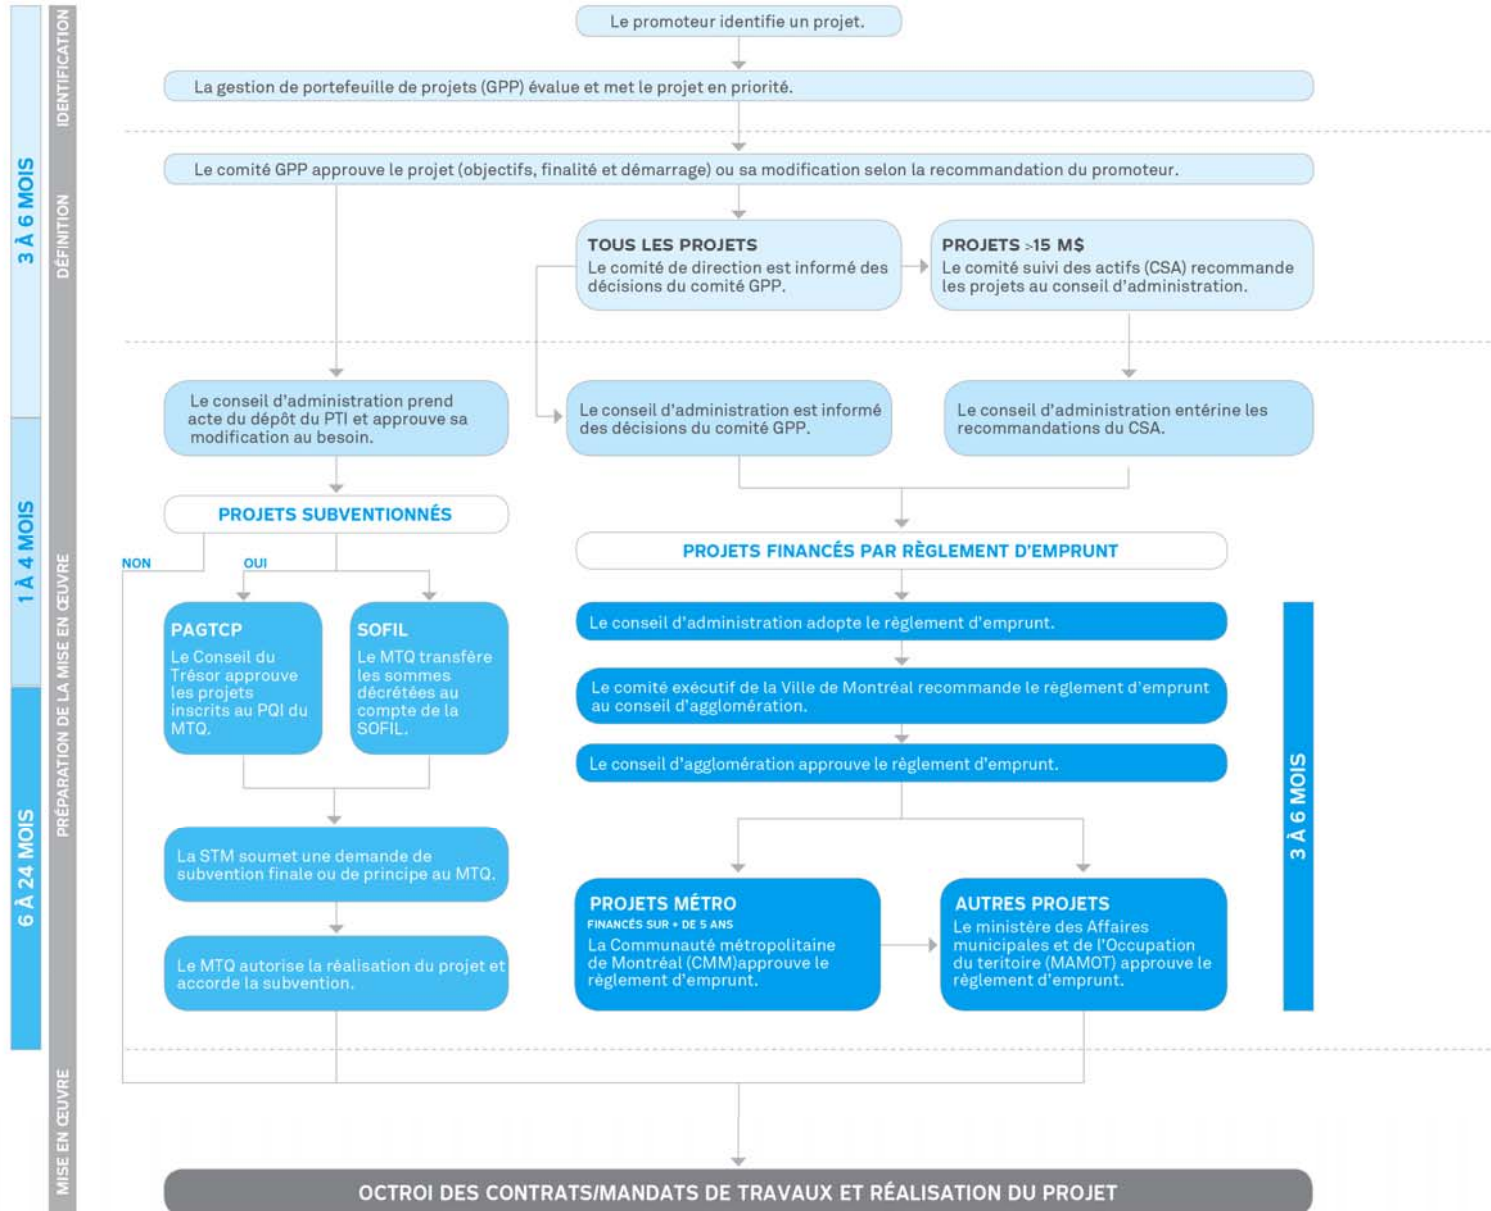 Le promoteur identifie un projet.
La gestion de portefeuille de projets (GPP) évalue et met le projet en priorité.
Le comité GPP approuve le projet (objectifs, finalité et démarrage) ou sa modification selon la recommandation du promoteur.
TOUS LES PROJETS
Le comité de direction est informé des
décisions du comité GPP.
PROJETS >15 M$
Le comité suivi des actifs (CSA) recommande
les projets au conseil d'administration.
Le conseil d'administration prend
acte du dépôt du PTI et approuve sa
modification au besoin.
Le conseil d'administration est informé
des décisions du comité GPP.
Le conseil d'administration entérine les
recommandations du CSA.
PROJETS SUBVENTIONNÉS
NON
OUI
PAGTCP
Le Conseil du
Trésor approuve
les projets
inscrits au PQI du
MTQ.
SOFIL
Le MTQ transfère
les sommes
décrétées au
compte de la
SOFIL.
La STM soumet une demande de
subvention finale ou de principe au MTQ.
Le MTQ autorise la réalisation du projet et
accorde la subvention.
PROJETS FINANCÉS PAR RÈGLEMENT D'EMPRUNT
Le conseil d'administration adopte le règlement d'emprunt.
Le comité exécutif de la Ville de Montréal recommande le règlement d'emprunt
au conseil d'agglomération.
Le conseil d'agglomération approuve le règlement d'emprunt.
PROJETS MÉTRO
FINANCÉS SUR + DE 5 ANS
La Communauté métropolitaine
de Montréal (CMM)approuve le
règlement d'emprunt.
AUTRES PROJETS
Le ministère des Affaires
municipales et de l'Occupation
du teritoire (MAMOT) approuve le
règlement d'emprunt.
3 À 6 MOIS
OCTROI DES CONTRATS/MANDATS DE TRAVAUX ET RÉALISATION DU PROJET
3 À 6 MOIS
1 À 4 MOIS
6 À 24 MOIS
IDENTIFICATION
DÉFINITION
PRÉPARATION DE LA MISE EN ŒUVRE
MISE EN ŒUVRE